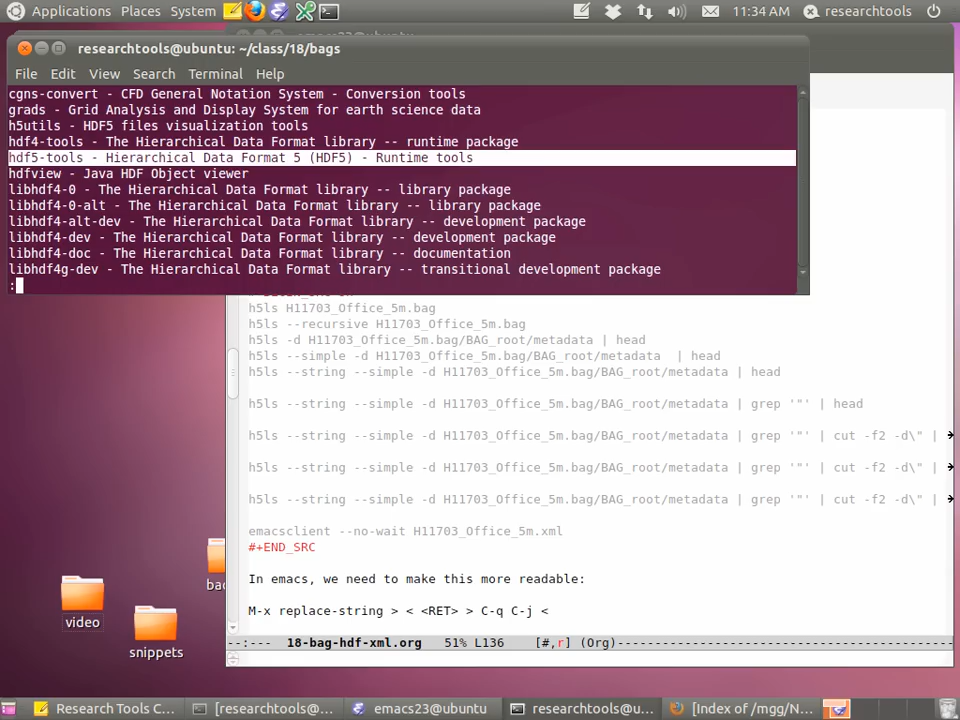 Applications Places System
11:34 AM researchtools
researchtools@ubuntu: ~/class/18/bags
File Edit View Search Terminal Help
cgns-convert - CFD General Notation System - Conversion tools
grads - Grid Analysis and Display System for earth science data
h5utils - HDF5 files visualization tools
hdf4-tools - The Hierarchical Data Format library -- runtime package
hdf5-tools - Hierarchical Data Format 5 (HDF5) - Runtime tools
hdfview - Java HDF Object viewer
libhdf4-0 - The Hierarchical Data Format library -- library package
libhdf4-0-alt - The Hierarchical Data Format library -- library package
libhdf4-alt-dev - The Hierarchical Data Format library -- development package
libhdf4-dev - The Hierarchical Data Format library -- development package
libhdf4-doc - The Hierarchical Data Format library -- documentation
libhdf4g-dev - The Hierarchical Data Format library -- transitional development package
:
h5ls H11703_Office_5m.bag
h5ls --recursive H11703_Office_5m.bag
h5ls -d H11703_Office_5m.bag/BAG_root/metadata | head
h5ls --simple -d H11703_Office_5m.bag/BAG_root/metadata  | head
h5ls --string --simple -d H11703_Office_5m.bag/BAG_root/metadata | head
h5ls --string --simple -d H11703_Office_5m.bag/BAG_root/metadata | grep '"' | head
h5ls --string --simple -d H11703_Office_5m.bag/BAG_root/metadata | grep '"' | cut -f2 -d\" |
h5ls --string --simple -d H11703_Office_5m.bag/BAG_root/metadata | grep '"' | cut -f2 -d\" |
h5ls --string --simple -d H11703_Office_5m.bag/BAG_root/metadata | grep '"' | cut -f2 -d\" |
emacsclient --no-wait H11703_Office_5m.xml
#+END_SRC
In emacs, we need to make this more readable:
M-x replace-string > < <RET> > C-q C-j <
--:--- 18-bag-hdf-xml.org 51% L136 [#,r] (Org)
ba
video
snippets
Research Tools C...
[researchtools@...
emacs23@ubuntu
researchtools@u...
[Index of /mgg/N...